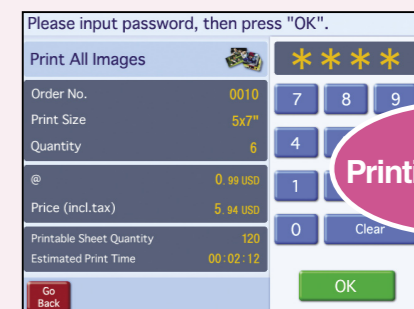 Please input password, then press "OK".
Print All Images
Order No. 0010
Print Size 5x7"
Quantity 6
@ 0.99 USD
Price (incl.tax) 5.94 USD
Printable Sheet Quantity 120
Estimated Print Time 00:02:12
Go
Back
****
7 8 9
4
1
0 Clear
OK